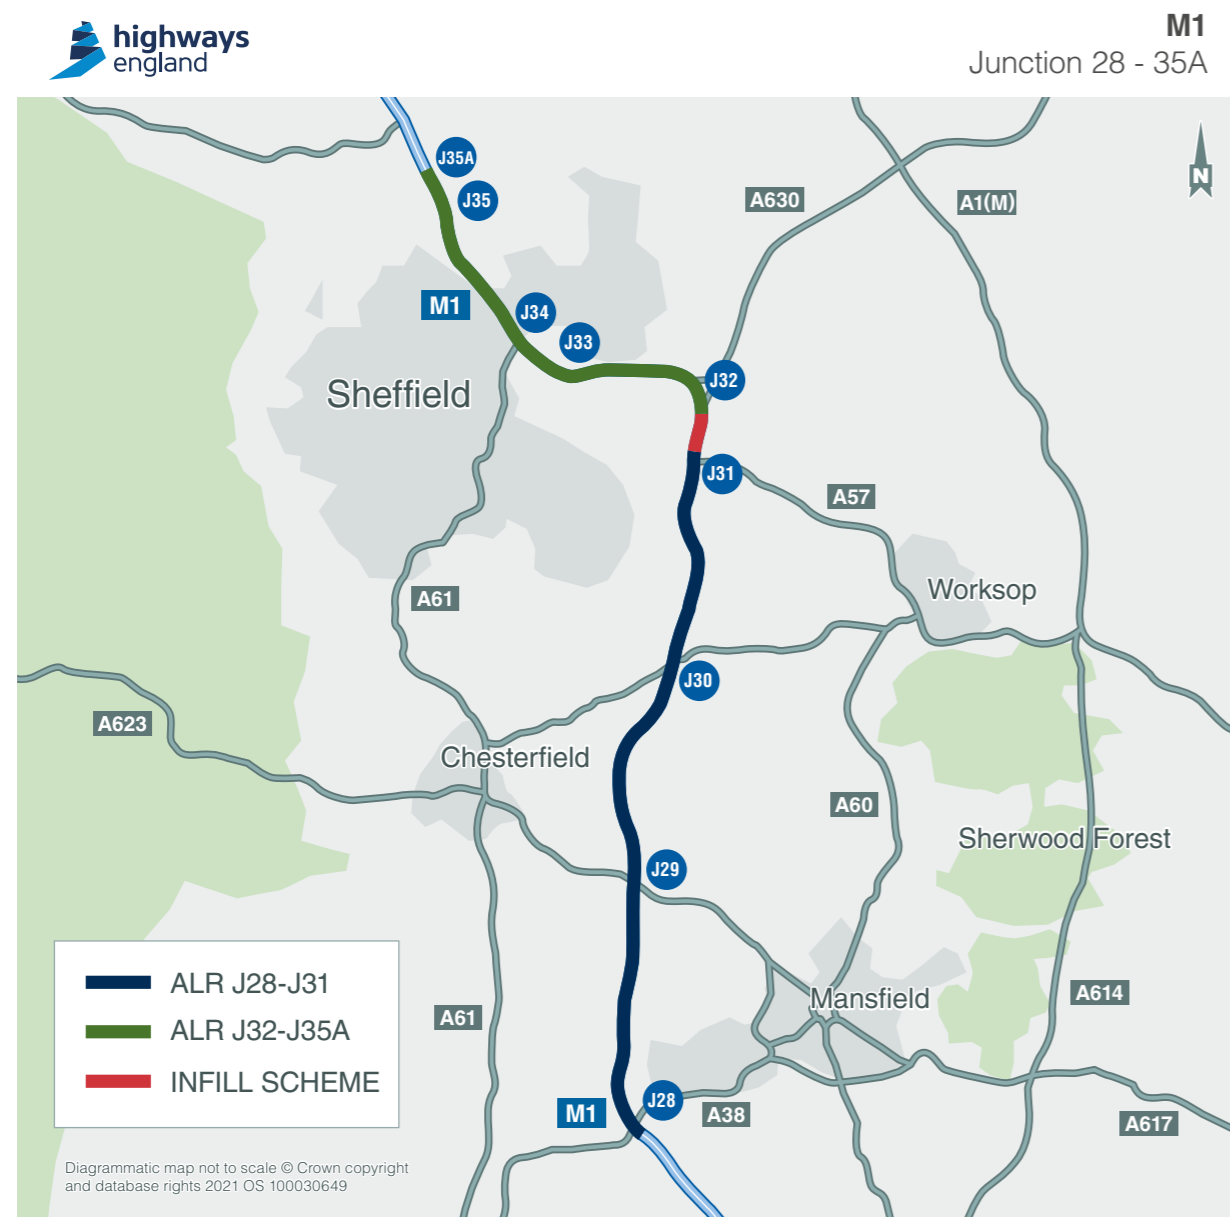 highways
england
M1
Junction 28 - 35A
J35A
N
J35
A630
A1(M)
M1
J34
J33
J32
Sheffield
J31
A57
Worksop
A61
J30
A623
Chesterfield
A60
Sherwood Forest
J29
ALR J28-J31
Mansfield
A614
A61
ALR J32-J35A
INFILL SCHEME
J28
M1
A38
A617
Diagrammatic map not to scale © Crown copyright
and database rights 2021 OS 100030649